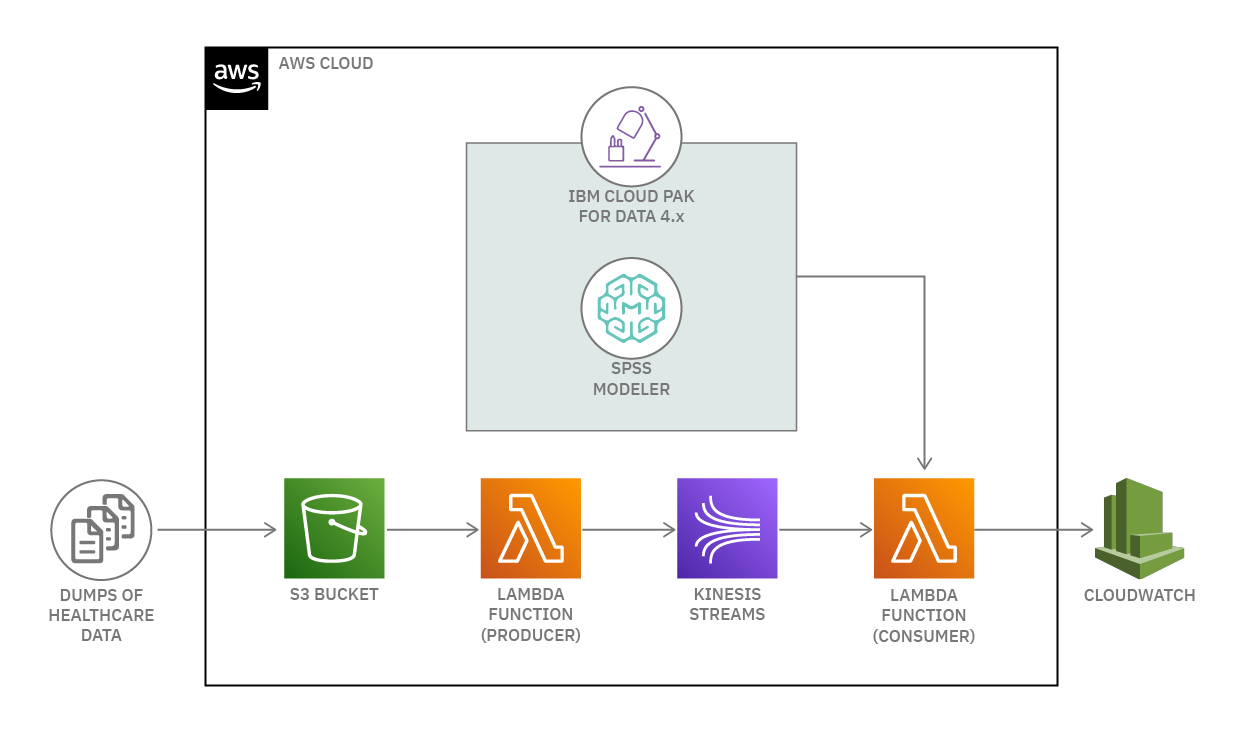 aws
AWS CLOUD
IBM CLOUD PAK
FOR DATA 4.x
SPSS
MODELER
DUMPS OF
HEALTHCARE
DATA
S3 BUCKET
LAMBDA
FUNCTION
(PRODUCER)
KINESIS
STREAMS
LAMBDA
FUNCTION
(CONSUMER)
CLOUDWATCH